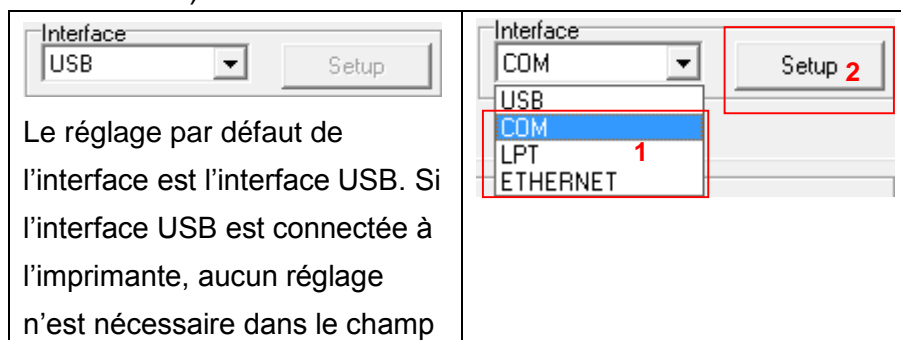 Interface
USB
Setup
Le réglage par défaut de
l’interface est l’interface USB. Si
l’interface USB est connectée à
l’imprimante, aucun réglage
n’est nécessaire dans le champ
Interface
COM
Setup 2
USB
COM
LPT 1
ETHERNET